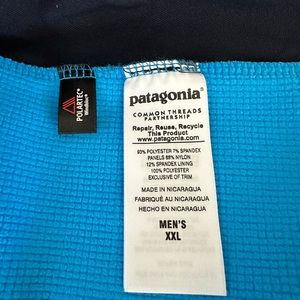 POLARTEC®
patagonia®
COMMON THREADS
PARTNERSHIP
Repair, Reuse, Recycle
This Product
www.patagonia.com
93% POLYESTER 7% SPANDEX
PANELS 88% NYLON
12% SPANDEX LINING
100% POLYESTER
EXCLUSIVE OF TRIM
MADE IN NICARAGUA
FABRIQUÉ AU NICARAGUA
HECHO EN NICARAGUA
MEN'S
XXL